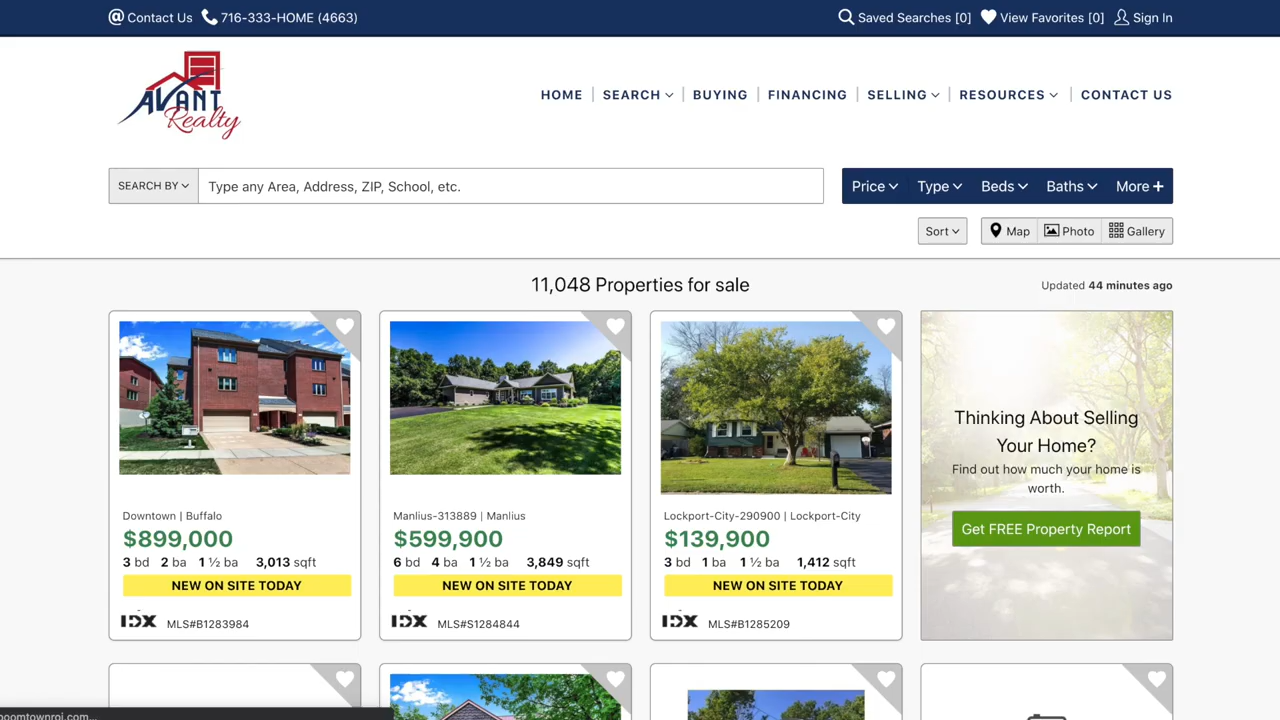 Contact Us 716-333-HOME (4663) Saved Searches [0] View Favorites [0] Sign In
AVANT
Realty
HOME SEARCH BUYING FINANCING SELLING RESOURCES CONTACT US
SEARCH BY Type any Area, Address, ZIP, School, etc. Price Type Beds Baths More +
Sort Map Photo Gallery
11,048 Properties for sale
Updated 44 minutes ago
Downtown | Buffalo
$899,000
3 bd 2 ba 1 ½ ba 3,013 sqft
NEW ON SITE TODAY
IDX MLS#B1283984
Manlius-313889 | Manlius
$599,900
6 bd 4 ba 1 ½ ba 3,849 sqft
NEW ON SITE TODAY
IDX MLS#S1284844
Lockport-City-290900 | Lockport-City
$139,900
3 bd 1 ba 1 ½ ba 1,412 sqft
NEW ON SITE TODAY
IDX MLS#B1285209
Thinking About Selling
Your Home?
Find out how much your home is
worth.
Get FREE Property Report